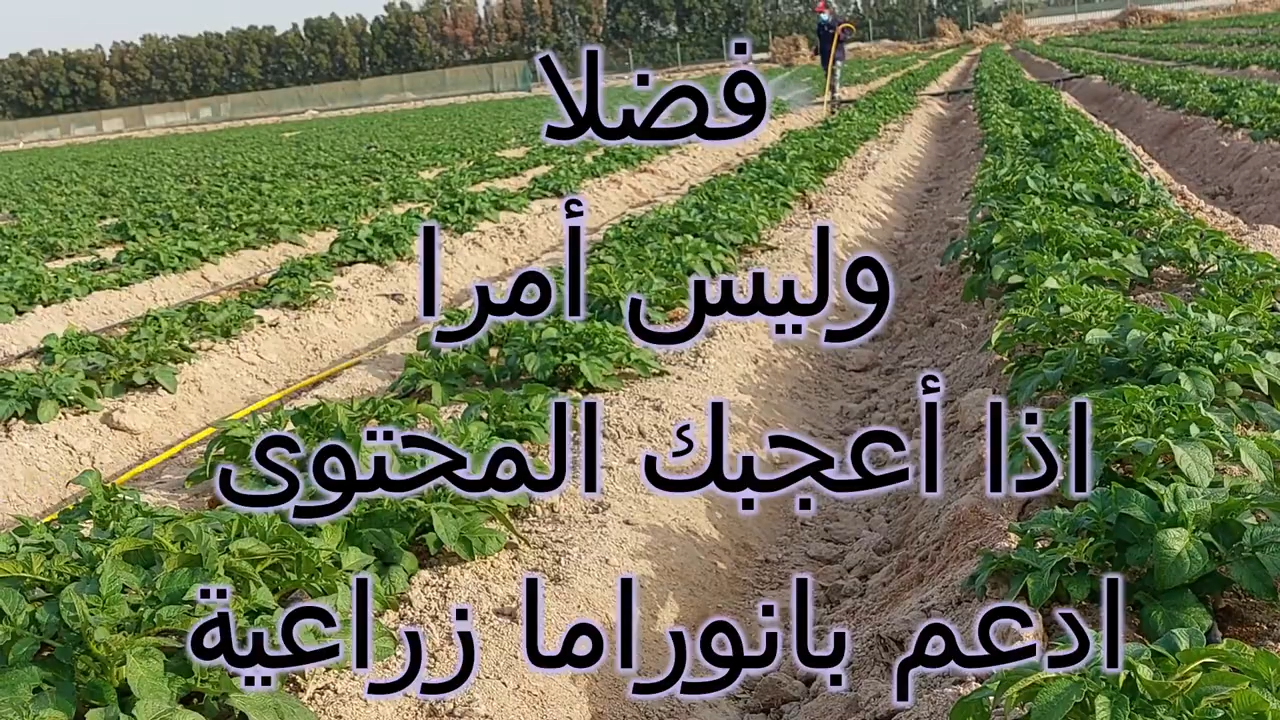 فضلا
وليس أمرا
اذا أعجبك المحتوى
ادعم بانوراما زراعية